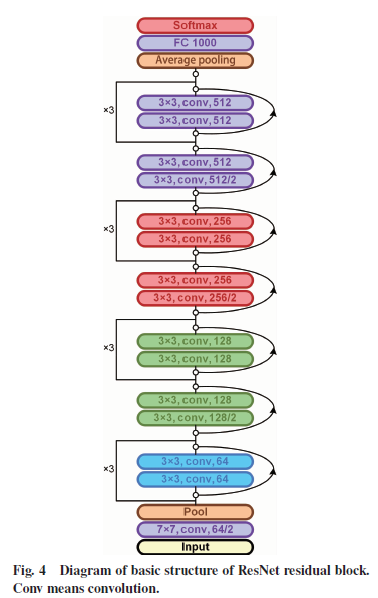 Softmax
FC 1000
Average pooling
×3
3×3, conv, 512
3×3, conv, 512
3×3, conv, 512
3×3, conv, 512/2
×3
3×3, conv, 256
3×3, conv, 256
3×3, conv, 256
3×3, conv, 256/2
×3
3×3, conv, 128
3×3, conv, 128
3×3, conv, 128
3×3, conv, 128/2
×3
3×3, conv, 64
3×3, conv, 64
Pool
7×7, conv, 64/2
Input
Fig. 4 Diagram of basic structure of ResNet residual block.
Conv means convolution.